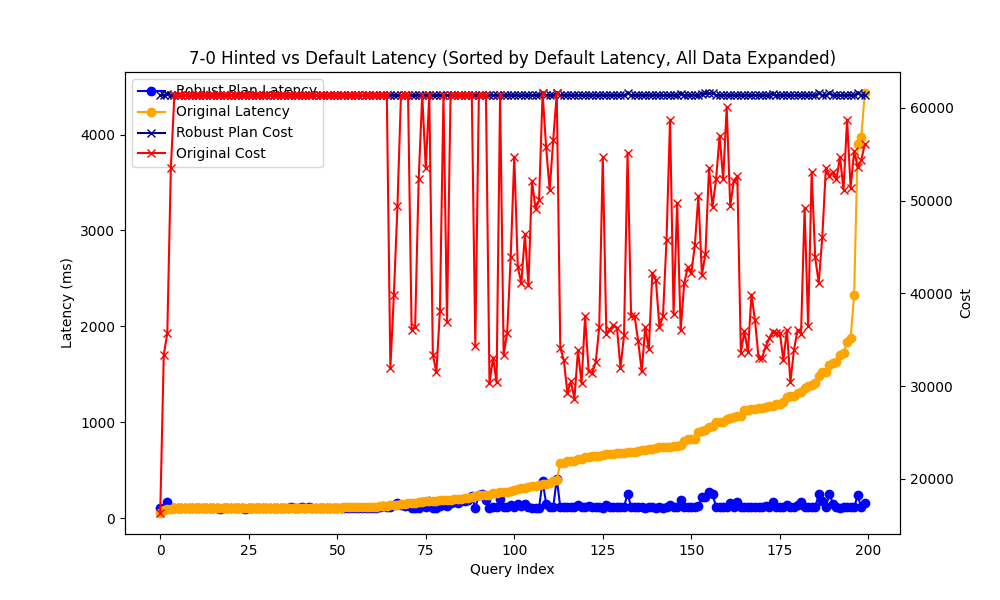 7-0 Hinted vs Default Latency (Sorted by Default Latency, All Data Expanded)
Robust Plan Latency
Original Latency
Robust Plan Cost
Original Cost
Latency (ms)
4000
3000
2000
1000
0
60000
50000
40000
30000
20000
Cost
0 25 50 75 100 125 150 175 200
Query Index